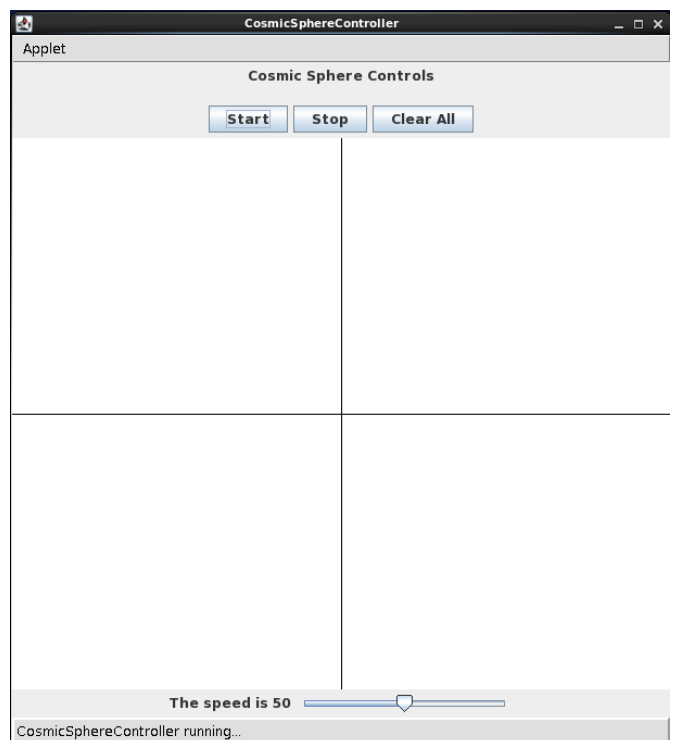 CosmicSphereController
Applet
Cosmic Sphere Controls
Start Stop Clear All
The speed is 50
CosmicSphereController running...